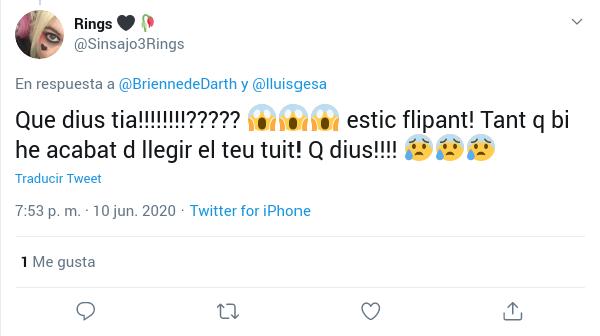 Rings 🖤 🥀
@Sinsajo3Rings
En respuesta a @BriennedeDarth y @lluisgesa
Que dius tia!!!!!!!!????? 😱😱😱 estic flipant! Tant q bi
he acabat d llegir el teu tuit! Q dius!!!! 😰😰😰
Traducir Tweet
7:53 p. m. · 10 jun. 2020 · Twitter for iPhone
1 Me gusta